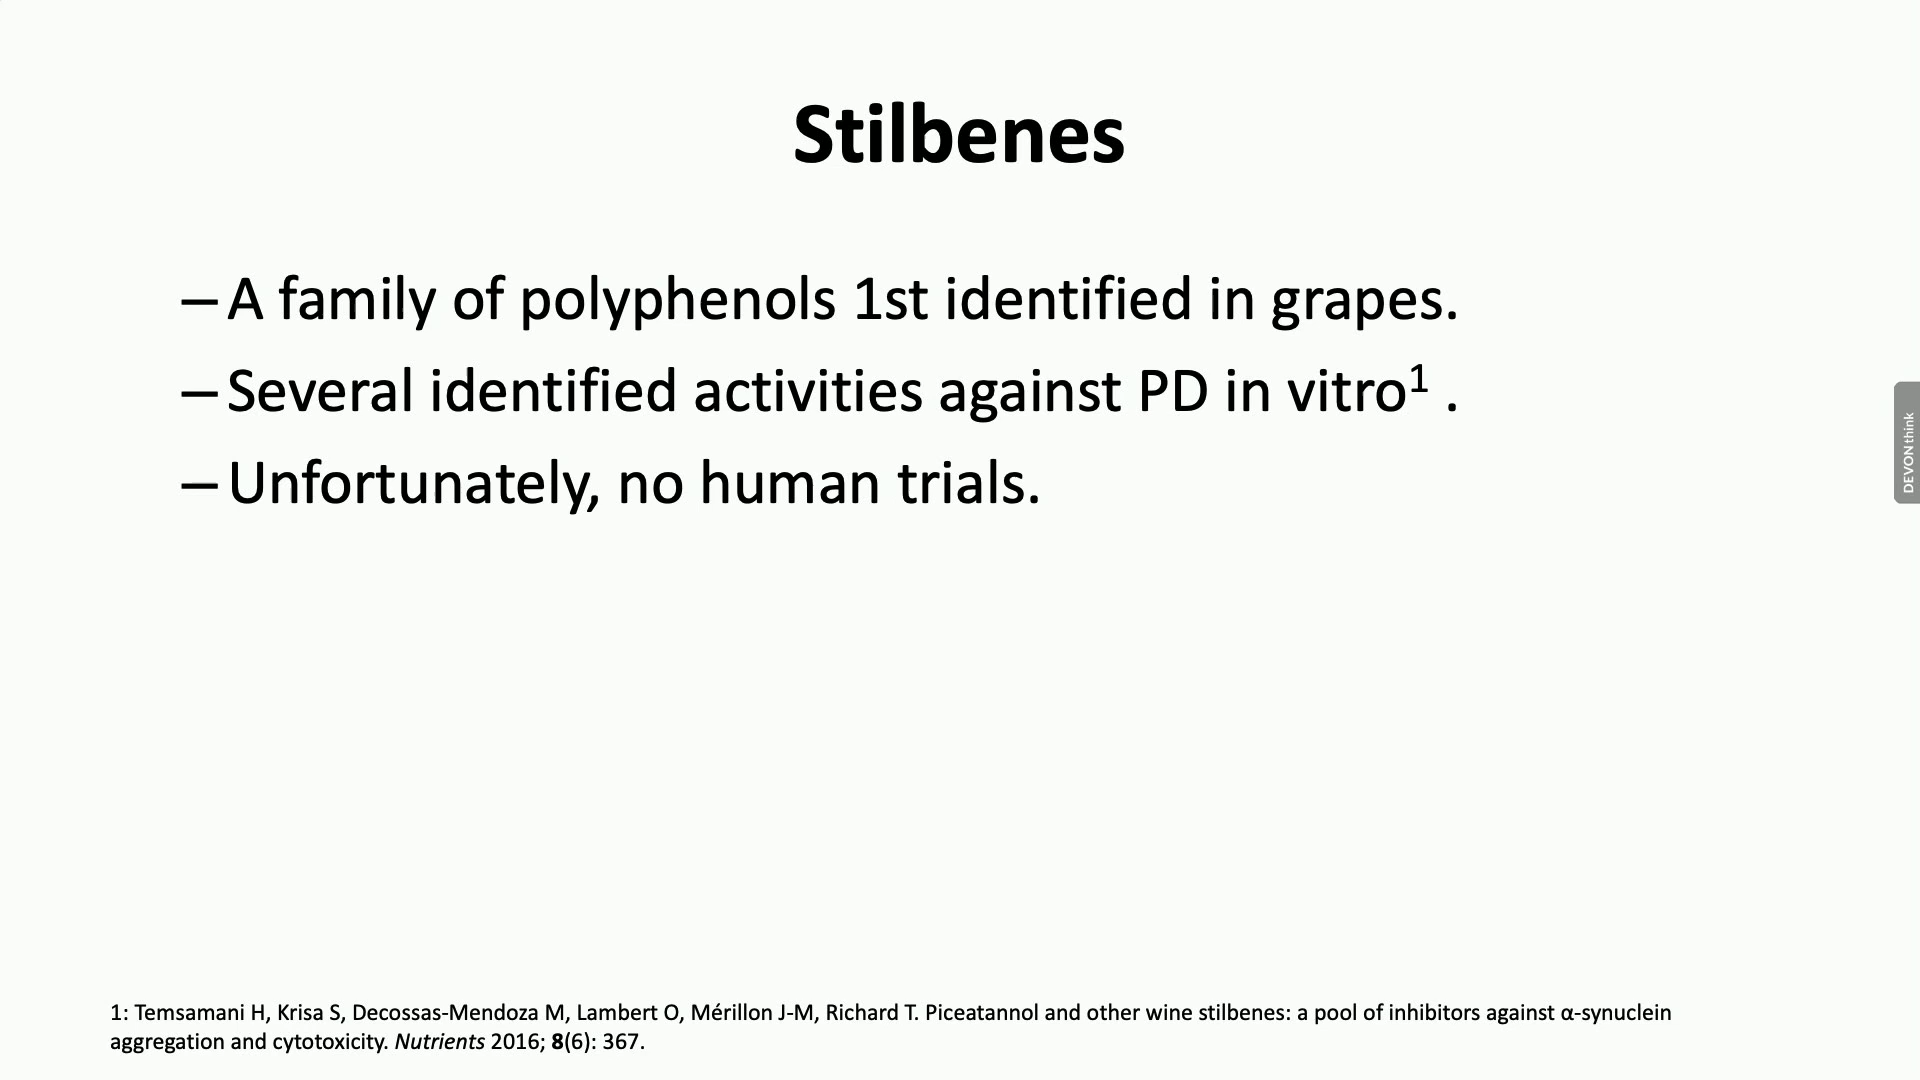 Stilbenes
– A family of polyphenols 1st identified in grapes.
– Several identified activities against PD in vitro¹ .
– Unfortunately, no human trials.
DEVONthink
1: Temsamani H, Krisa S, Decossas-Mendoza M, Lambert O, Mérillon J-M, Richard T. Piceatannol and other wine stilbenes: a pool of inhibitors against α-synuclein
aggregation and cytotoxicity. Nutrients 2016; 8(6): 367.